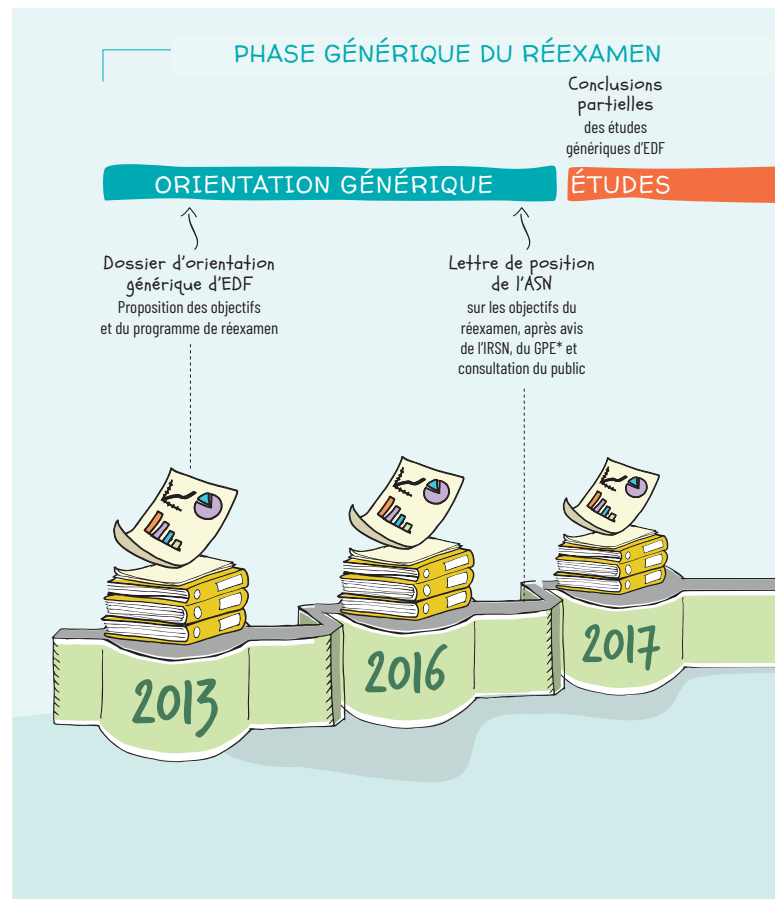 PHASE GÉNÉRIQUE DU RÉEXAMEN
Conclusions
partielles
des études
génériques d'EDF
ORIENTATION GÉNÉRIQUE
ÉTUDES
Dossier d'orientation
générique d'EDF
Proposition des objectifs
et du programme de réexamen
Lettre de position
de l'ASN
sur les objectifs du
réexamen, après avis
de l'IRSN, du GPE* et
consultation du public
2013
2016
2017